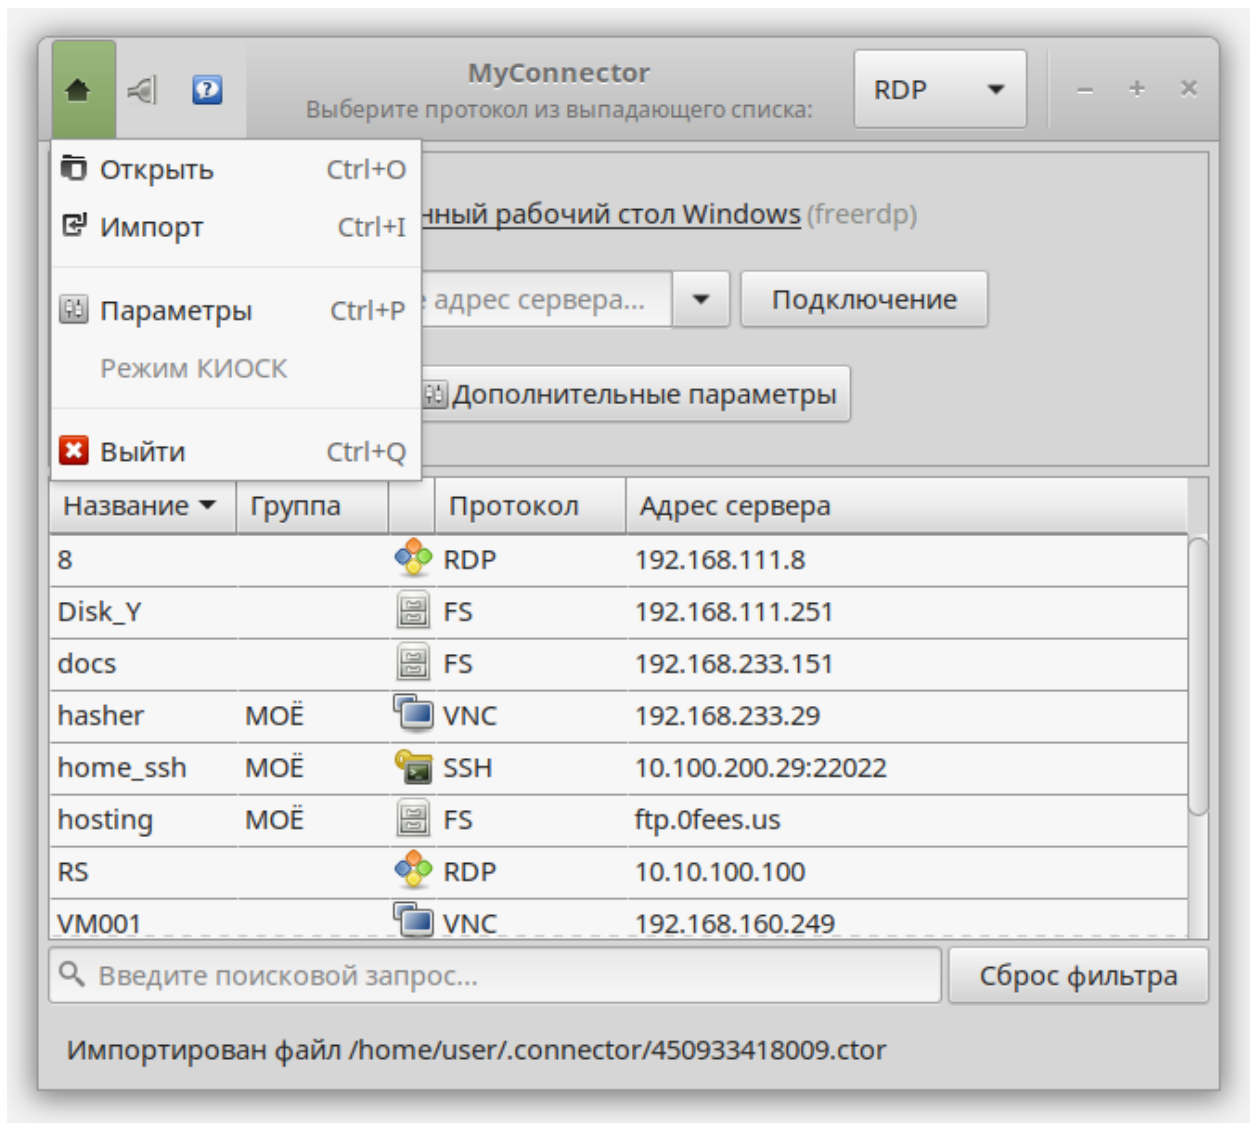 MyConnector
Выберите протокол из выпадающего списка:
RDP
Открыть Ctrl+O
Импорт Ctrl+I
Параметры Ctrl+P
Режим КИОСК
Выйти Ctrl+Q
нный рабочий стол Windows (freerdp)
адрес сервера... Подключение
Дополнительные параметры
Название Группа Протокол Адрес сервера
8 RDP 192.168.111.8
Disk_Y FS 192.168.111.251
docs FS 192.168.233.151
hasher МОЁ VNC 192.168.233.29
home_ssh МОЁ SSH 10.100.200.29:22022
hosting МОЁ FS ftp.0fees.us
RS RDP 10.10.100.100
VM001 VNC 192.168.160.249
Введите поисковой запрос... Сброс фильтра
Импортирован файл /home/user/.connector/450933418009.ctor